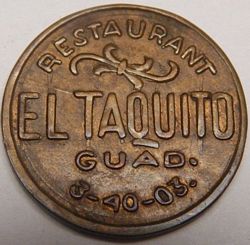 RESTAURANT
EL TAQUITO
GUAD.
3-40-03.